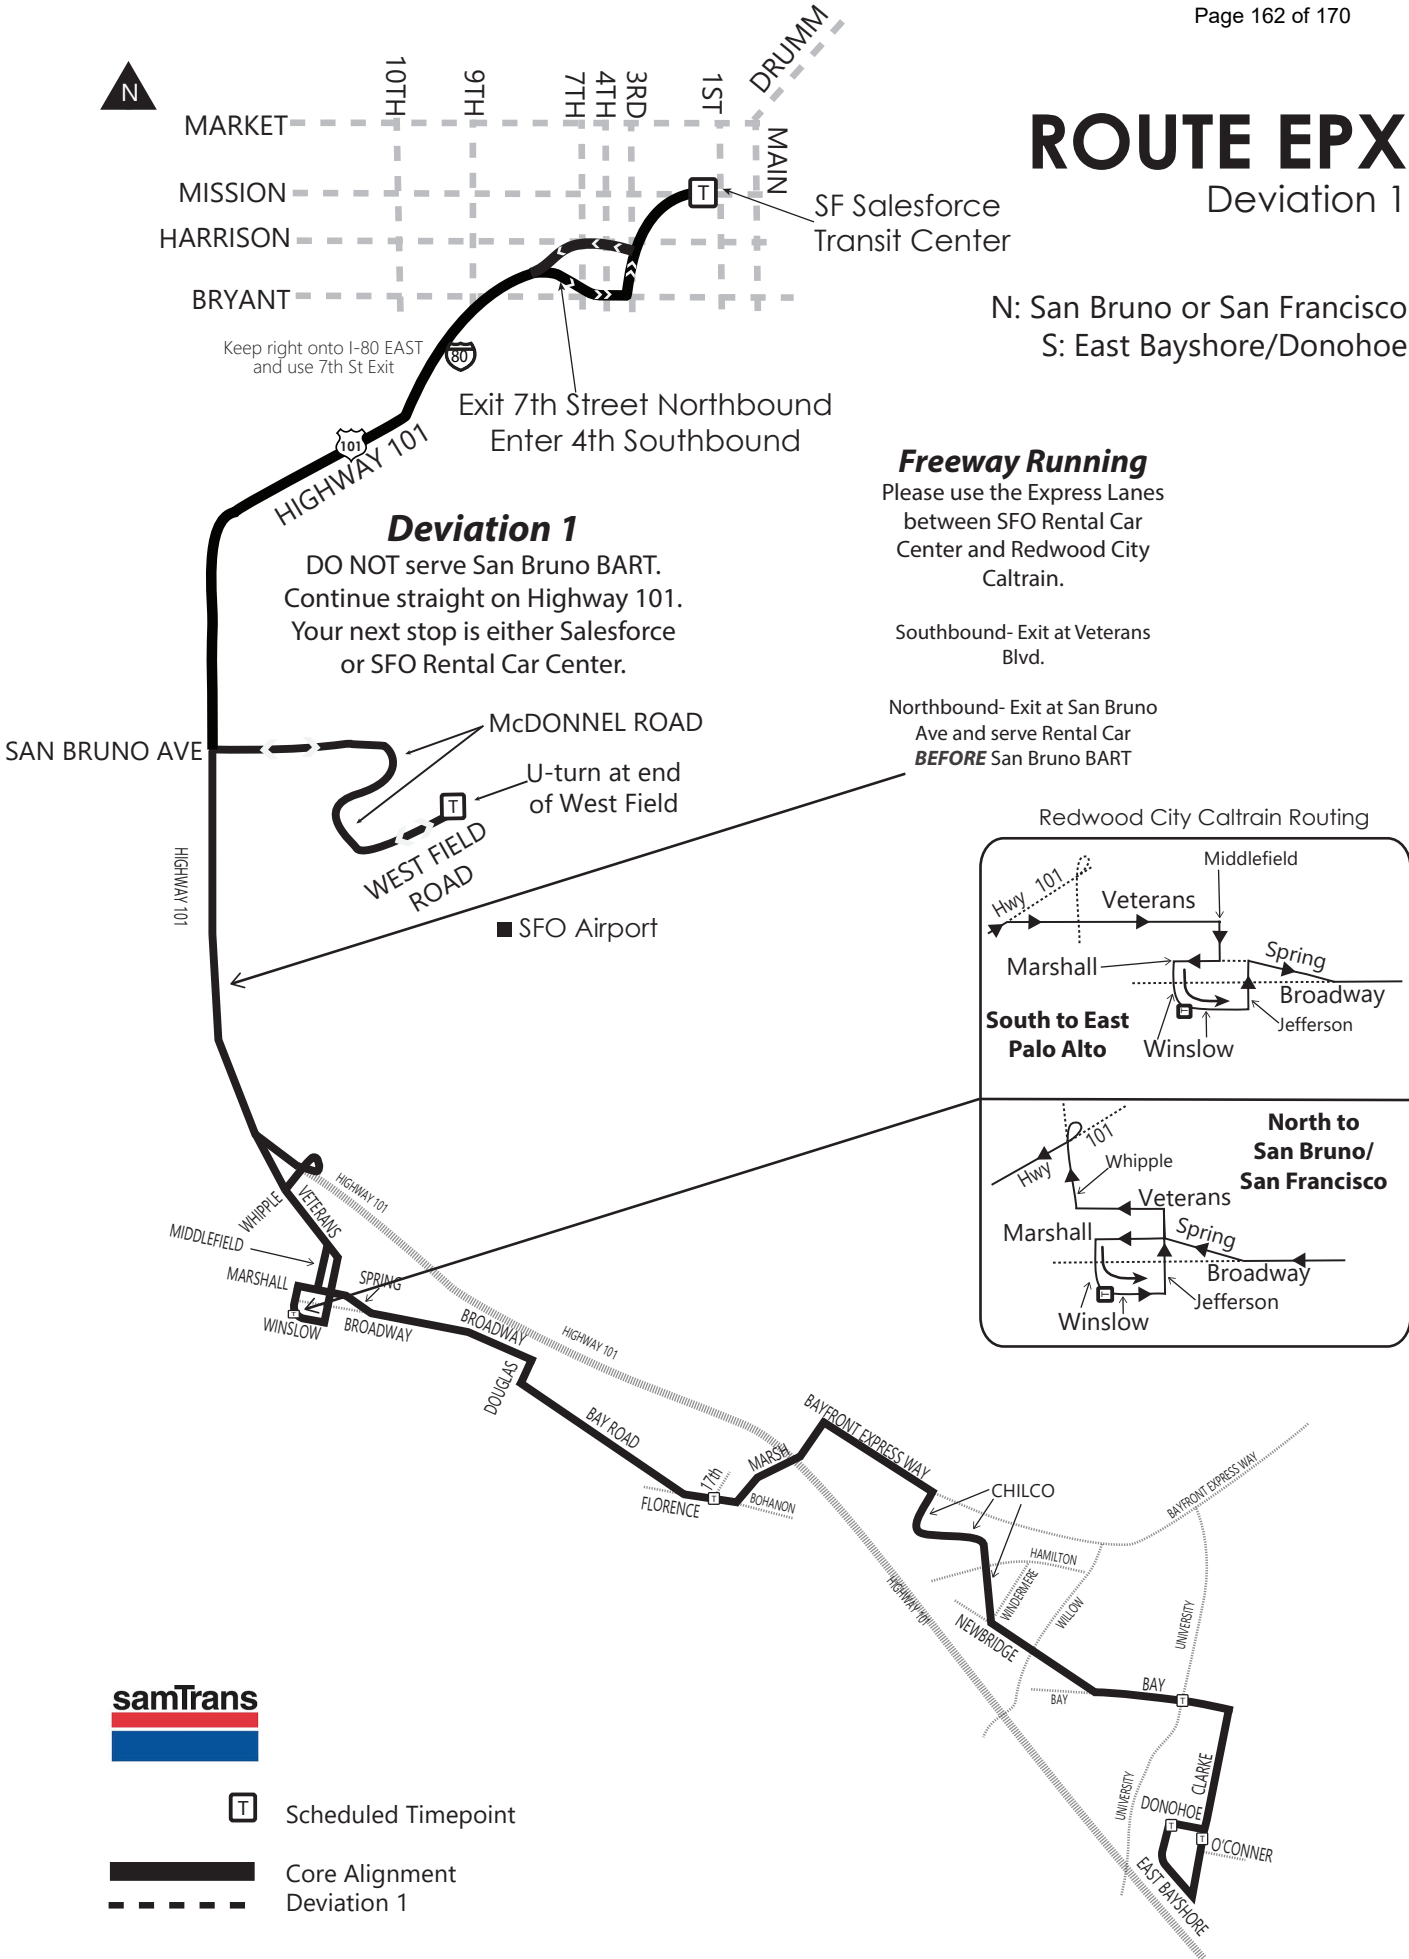 Page 162 of 170
N
10TH
9TH
7TH
4TH
3RD
1ST
DRUMM
MAIN
MARKET
MISSION
HARRISON
BRYANT
ROUTE EPX
Deviation 1
T
SF Salesforce
Transit Center
N: San Bruno or San Francisco
S: East Bayshore/Donohoe
Keep right onto I-80 EAST
and use 7th St Exit
80
Exit 7th Street Northbound
Enter 4th Southbound
101
HIGHWAY 101
Freeway Running
Please use the Express Lanes
between SFO Rental Car
Center and Redwood City
Caltrain.
Southbound- Exit at Veterans
Blvd.
Northbound- Exit at San Bruno
Ave and serve Rental Car
BEFORE San Bruno BART
Deviation 1
DO NOT serve San Bruno BART.
Continue straight on Highway 101.
Your next stop is either Salesforce
or SFO Rental Car Center.
SAN BRUNO AVE
McDONNEL ROAD
U-turn at end
of West Field
T
WEST FIELD
ROAD
HIGHWAY 101
SFO Airport
Redwood City Caltrain Routing
Middlefield
Hwy 101
Veterans
Marshall
Spring
Broadway
Jefferson
T
Winslow
South to East
Palo Alto
North to
San Bruno/
San Francisco
Hwy 101
Whipple
Veterans
Marshall
Spring
Broadway
Jefferson
T
Winslow
HIGHWAY 101
WHIPPLE
VETERANS
MIDDLEFIELD
MARSHALL
SPRING
T
WINSLOW
BROADWAY
BROADWAY
HIGHWAY 101
DOUGLAS
BAY ROAD
17th
T
FLORENCE
MARSH
BOHANON
BAYFRONT EXPRESS WAY
CHILCO
BAYFRONT EXPRESS WAY
HAMILTON
WINDERMERE
WILLOW
HIGHWAY 101
NEWBRIDGE
UNIVERSITY
BAY
BAY
T
CLARKE
UNIVERSITY
DONOHOE
T
T
O'CONNER
EAST BAYSHORE
samTrans
T
Scheduled Timepoint
Core Alignment
Deviation 1